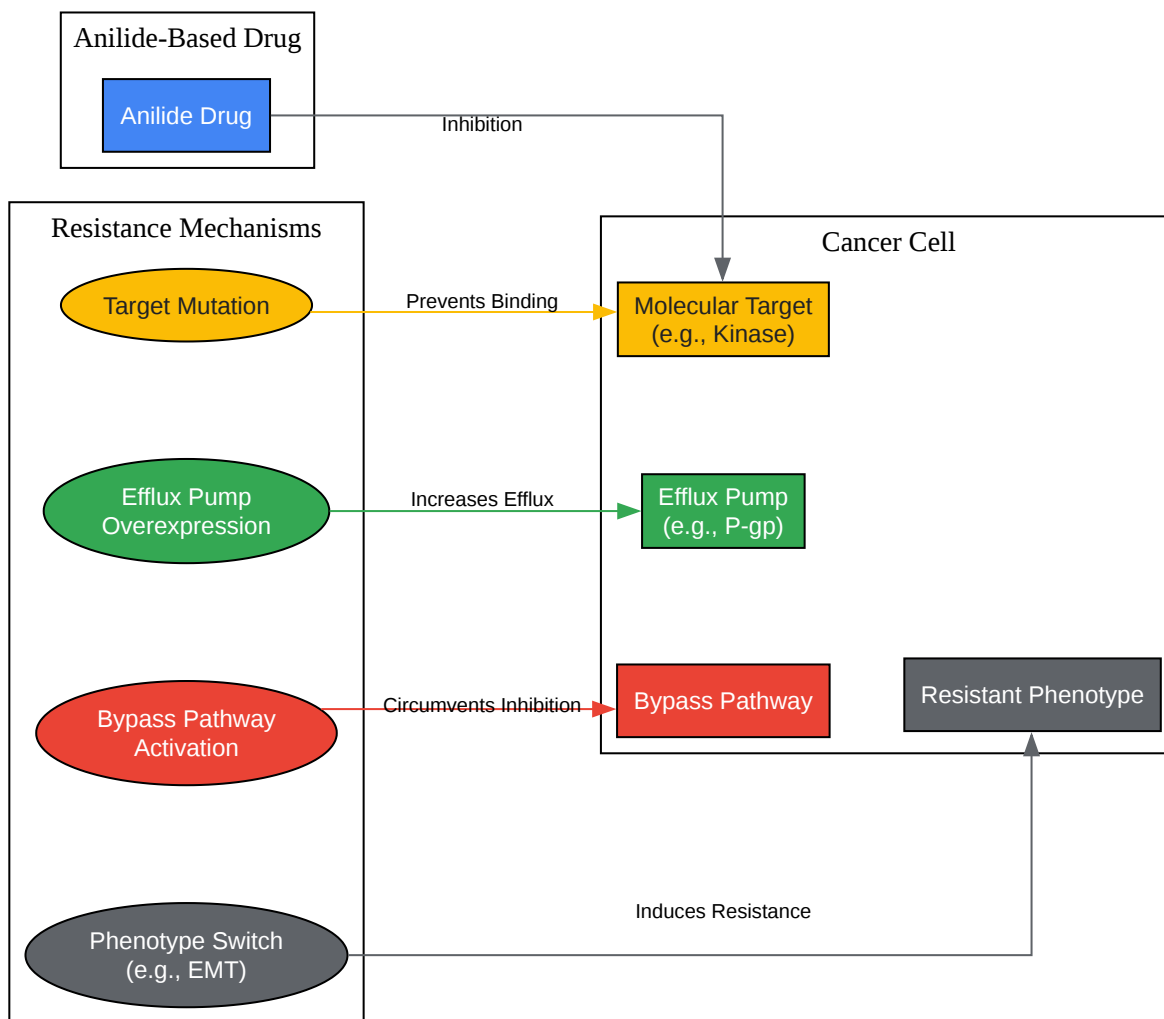 Anilide-Based Drug
Anilide Drug
Inhibition
Resistance Mechanisms
Cancer Cell
Target Mutation
Prevents Binding
Molecular Target
(e.g., Kinase)
Efflux Pump
Overexpression
Increases Efflux
Efflux Pump
(e.g., P-gp)
Bypass Pathway
Activation
Circumvents Inhibition
Bypass Pathway
Resistant Phenotype
Phenotype Switch
(e.g., EMT)
Induces Resistance